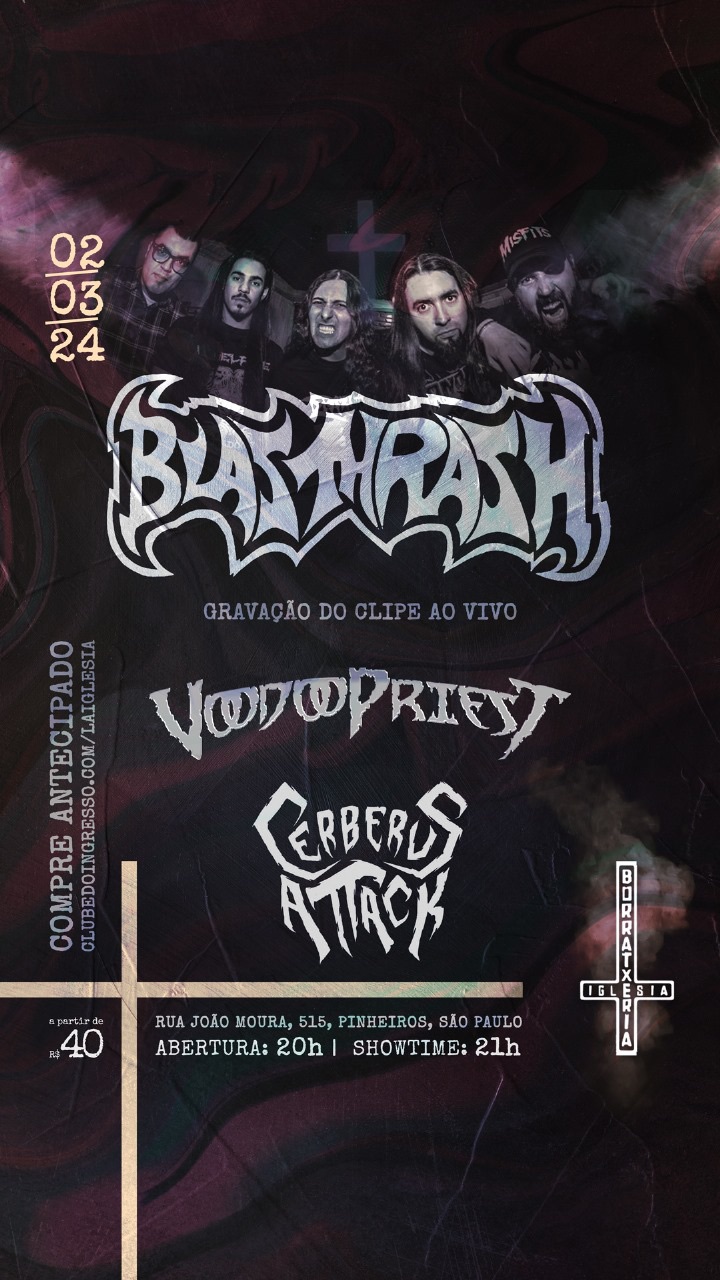 02
03
24
MISFITS
BLASTHRASH
GRAVAÇÃO DO CLIPE AO VIVO
VOODOOPRIEST
CERBERUS
ATTACK
COMPRE ANTECIPADO
CLUBEDOINGRESSO.COM/LAIGLESIA
BORRATXERIA
IGLESIA
a partir de
R$40
RUA JOÃO MOURA, 515, PINHEIROS, SÃO PAULO
ABERTURA: 20h | SHOWTIME: 21h